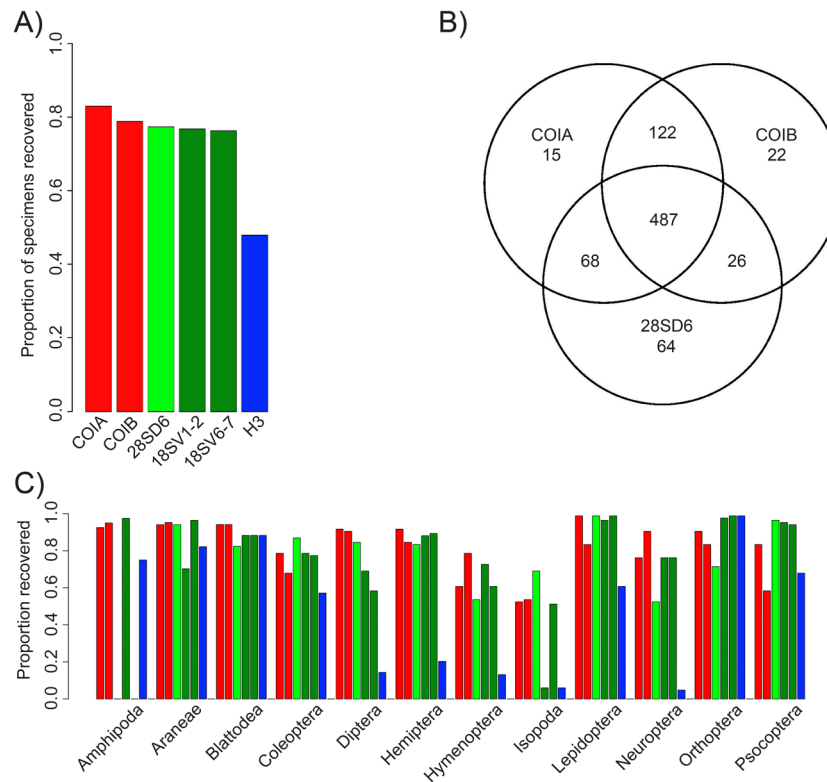 A)
Proportion of specimens recovered
1.0
0.8
0.6
0.4
0.2
0.0
COIA
COIB
28SD6
18SV1-2
18SV6-7
H3
B)
COIA
15
122
COIB
22
487
68
26
28SD6
64
C)
Proportion recovered
1.0
0.8
0.6
0.4
0.2
0.0
Amphipoda
Araneae
Blattodea
Coleoptera
Diptera
Hemiptera
Hymenoptera
Isopoda
Lepidoptera
Neuroptera
Orthoptera
Psocoptera